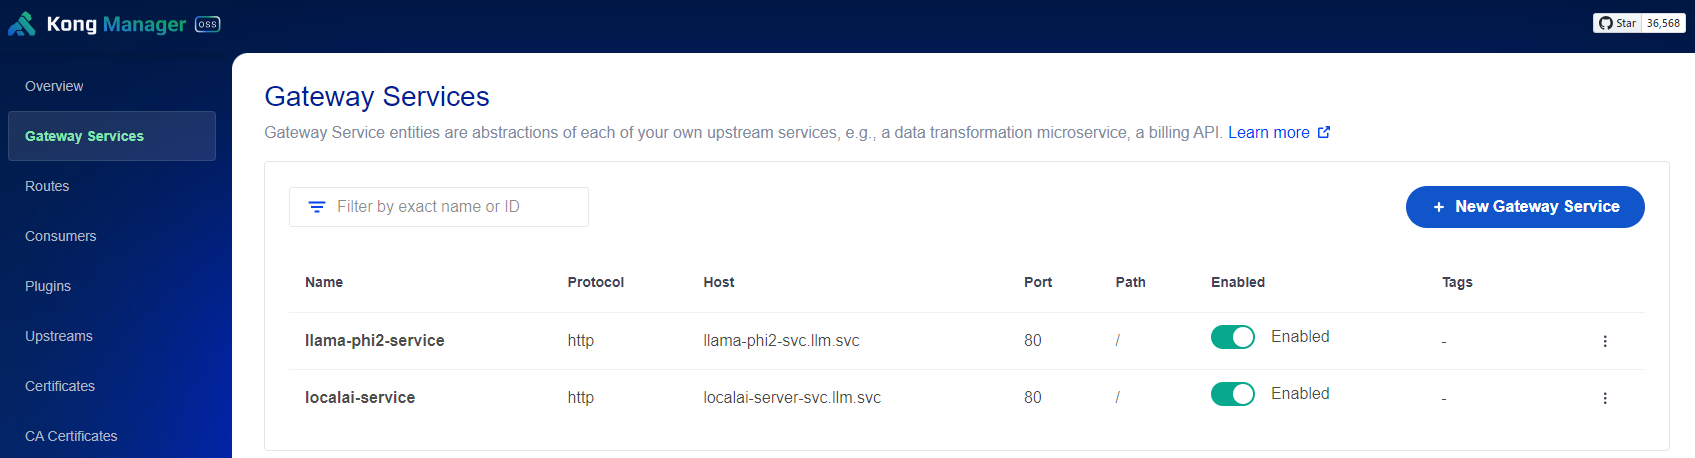 Kong Manager OSS
Star 36,568
Overview
Gateway Services
Routes
Consumers
Plugins
Upstreams
Certificates
CA Certificates
Gateway Services
Gateway Service entities are abstractions of each of your own upstream services, e.g., a data transformation microservice, a billing API. Learn more
Filter by exact name or ID
+ New Gateway Service
Name Protocol Host Port Path Enabled Tags
llama-phi2-service http llama-phi2-svc.llm.svc 80 / Enabled -
localai-service http localai-server-svc.llm.svc 80 / Enabled -